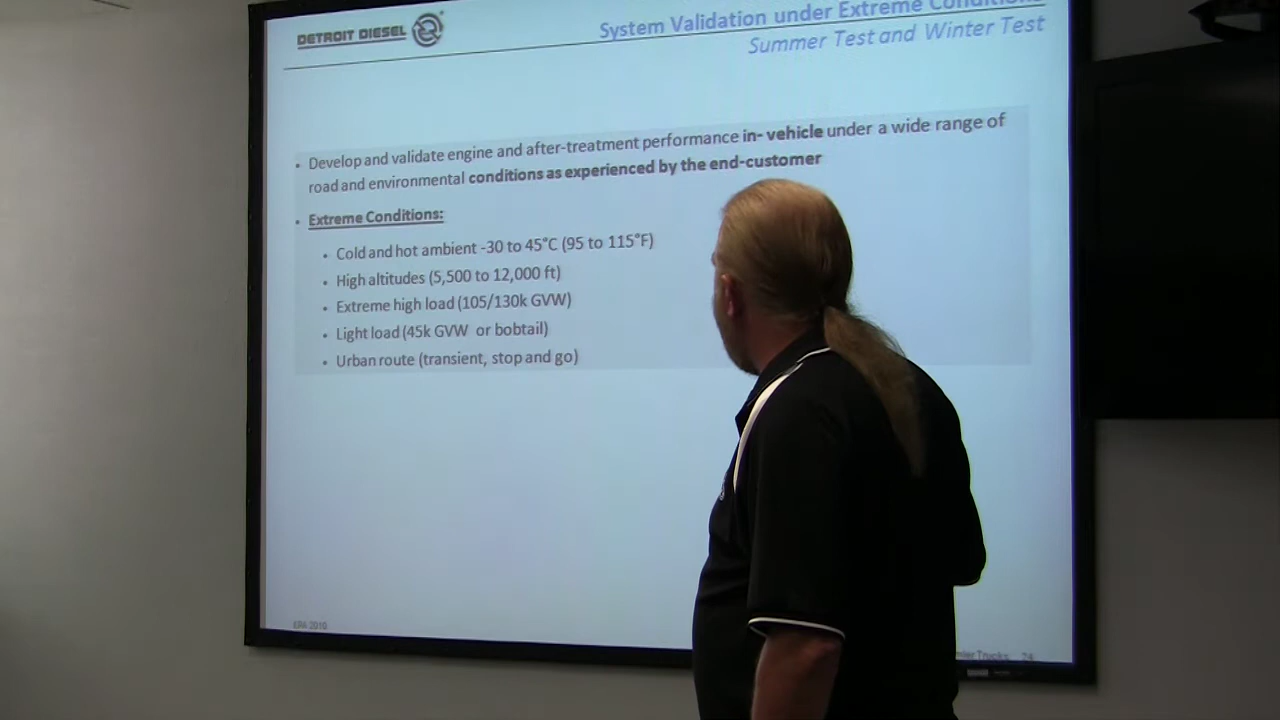 DETROIT DIESEL
System Validation under Extreme Conditions
Summer Test and Winter Test
• Develop and validate engine and after-treatment performance in- vehicle under a wide range of
road and environmental conditions as experienced by the end-customer
• Extreme Conditions:
• Cold and hot ambient -30 to 45°C (95 to 115°F)
• High altitudes (5,500 to 12,000 ft)
• Extreme high load (105/130k GVW)
• Light load (45k GVW or bobtail)
• Urban route (transient, stop and go)
EPA 2010
Trucks 74